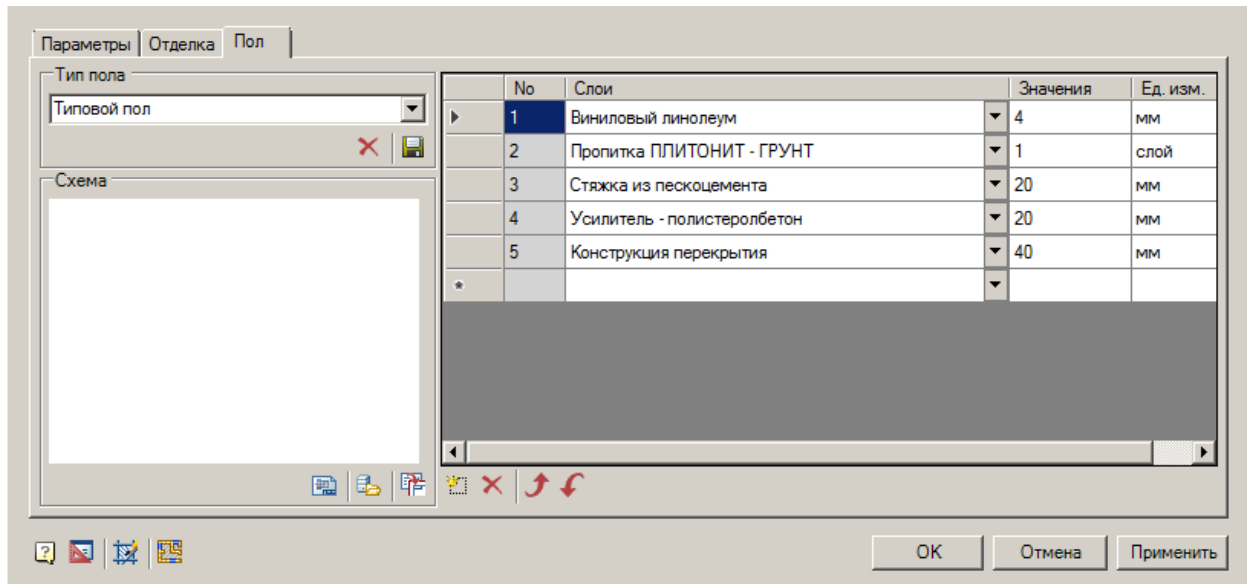 Параметры Отделка Пол
Тип пола
Типовой пол
Схема
No Слои Значения Ед. изм.
1 Виниловый линолеум 4 мм
2 Пропитка ПЛИТОНИТ - ГРУНТ 1 слой
3 Стяжка из пескоцемента 20 мм
4 Усилитель - полистеролбетон 20 мм
5 Конструкция перекрытия 40 мм
OK Отмена Применить